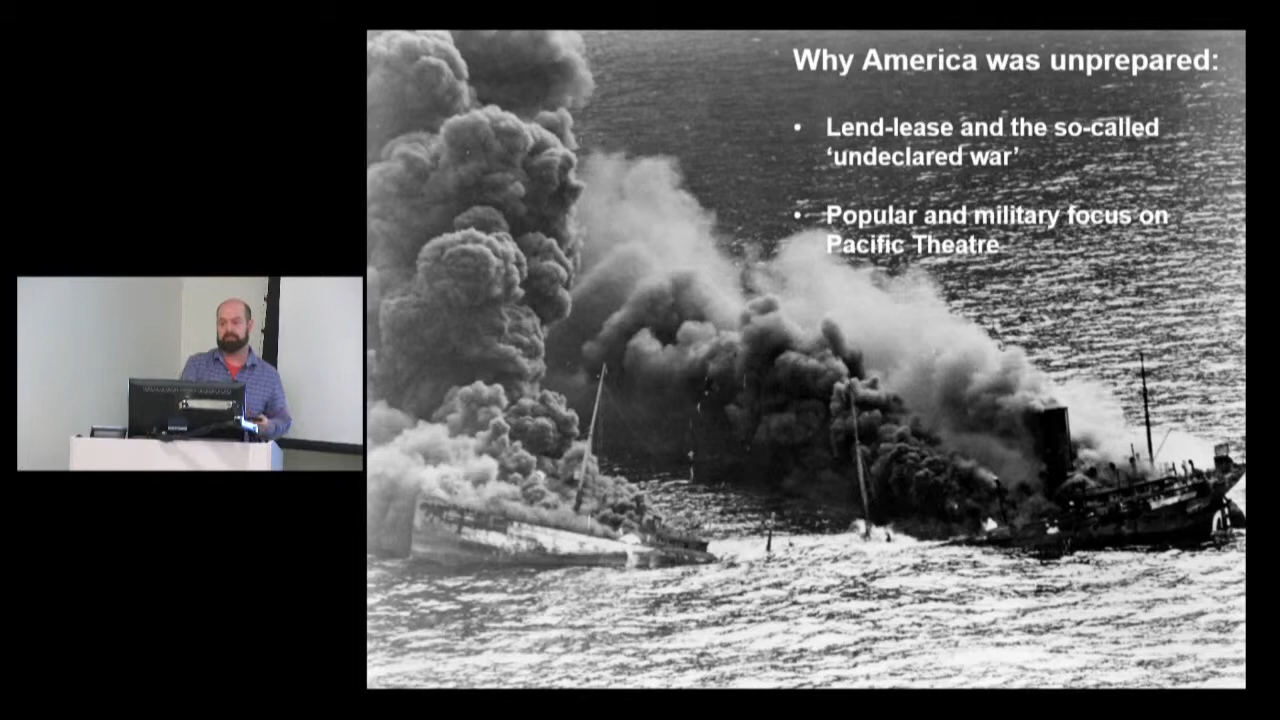 Why America was unprepared:
• Lend-lease and the so-called
‘undeclared war’
• Popular and military focus on
Pacific Theatre